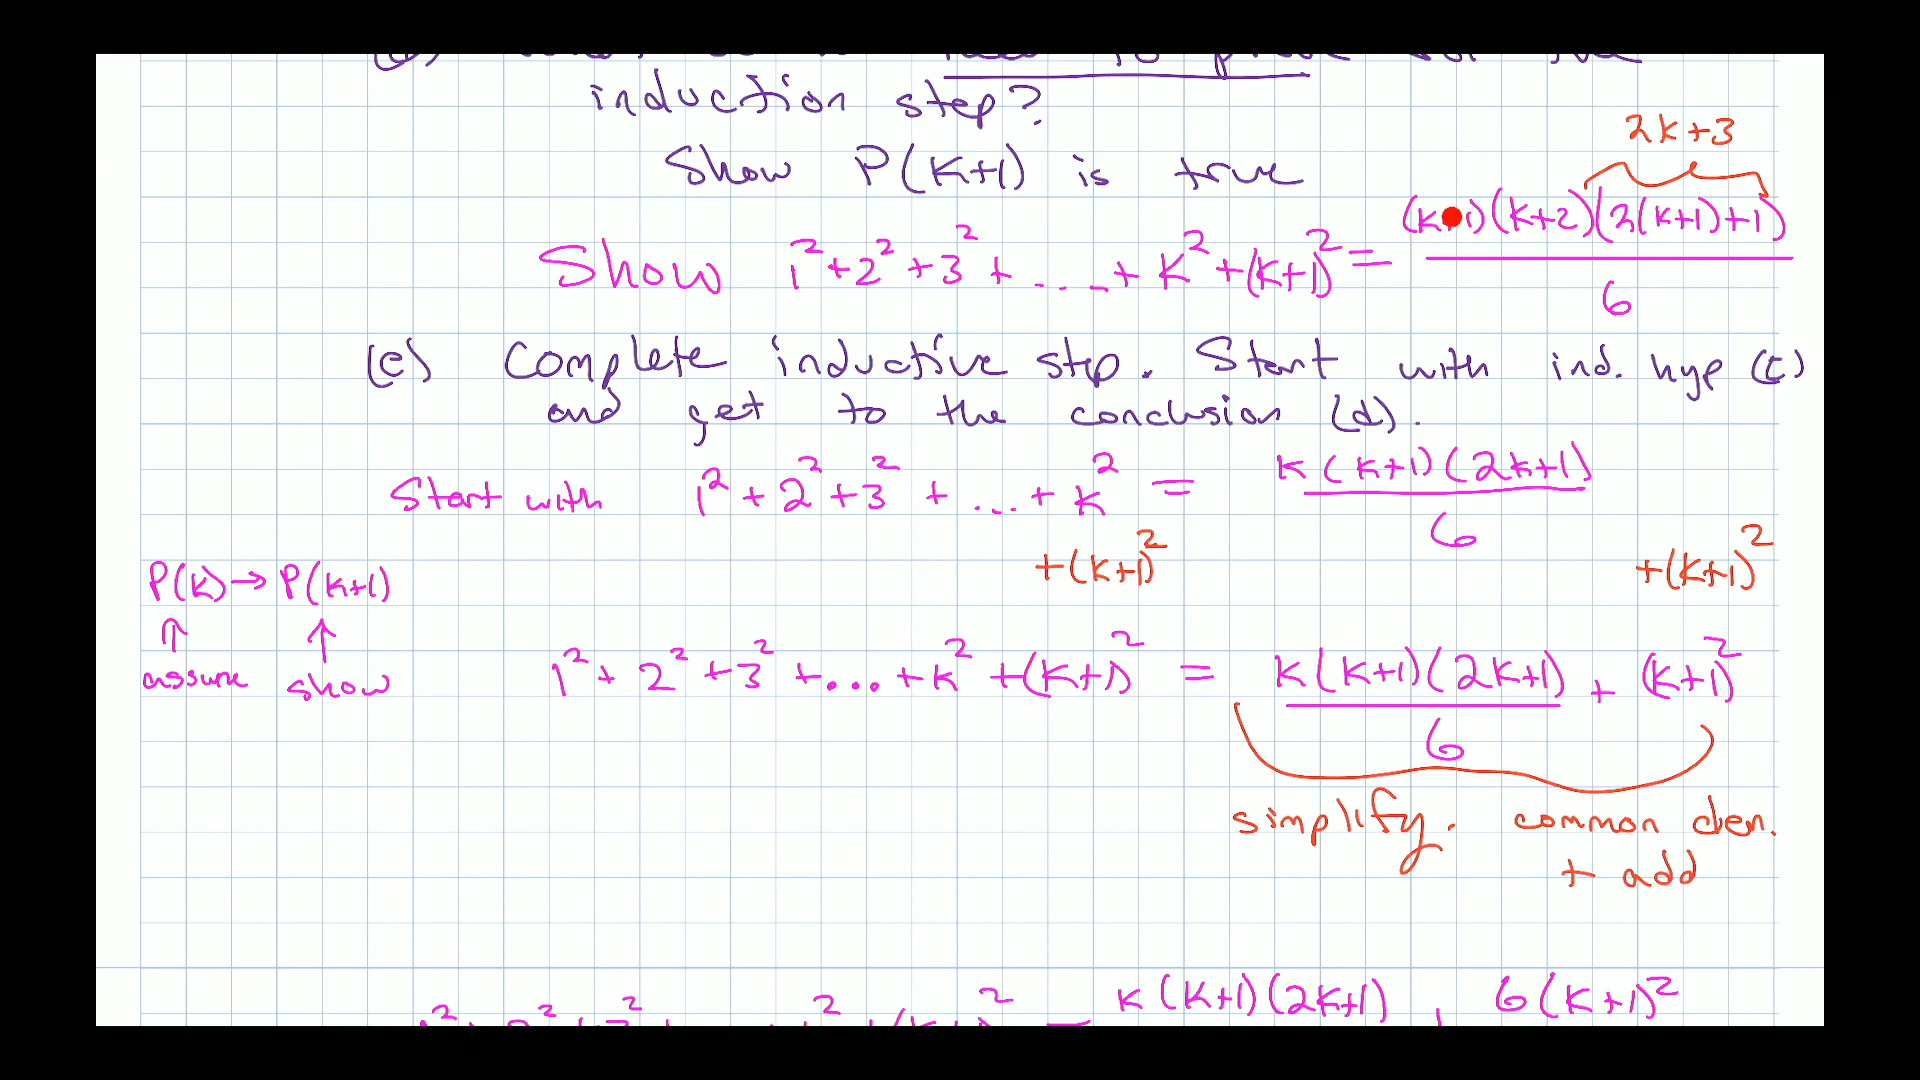 induction step?
Show P(k+1) is true
2k+3
Show 1²+2²+3²+....+k²+(k+1)² = (k+1)(k+2)(2(k+1)+1) / 6
(e) Complete inductive step. Start with ind. hyp (c)
and get to the conclusion (d).
Start with 1²+2²+3²+...+k² = k(k+1)(2k+1) / 6
+(k+1)² +(k+1)²
P(k)→P(k+1)
↑ ↑
assume show
1²+2²+3²+...+k²+(k+1)² = k(k+1)(2k+1) / 6 + (k+1)²
simplify. common den.
+ add
k(k+1)(2k+1) 6(k+1)²